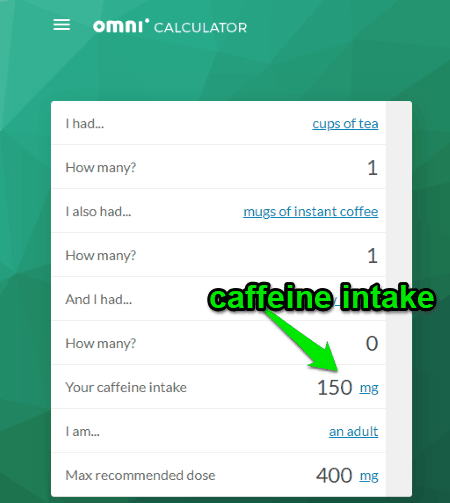 omni CALCULATOR
I had... cups of tea
How many? 1
I also had... mugs of instant coffee
How many? 1
And I had...
caffeine intake
How many? 0
Your caffeine intake 150 mg
I am... an adult
Max recommended dose 400 mg